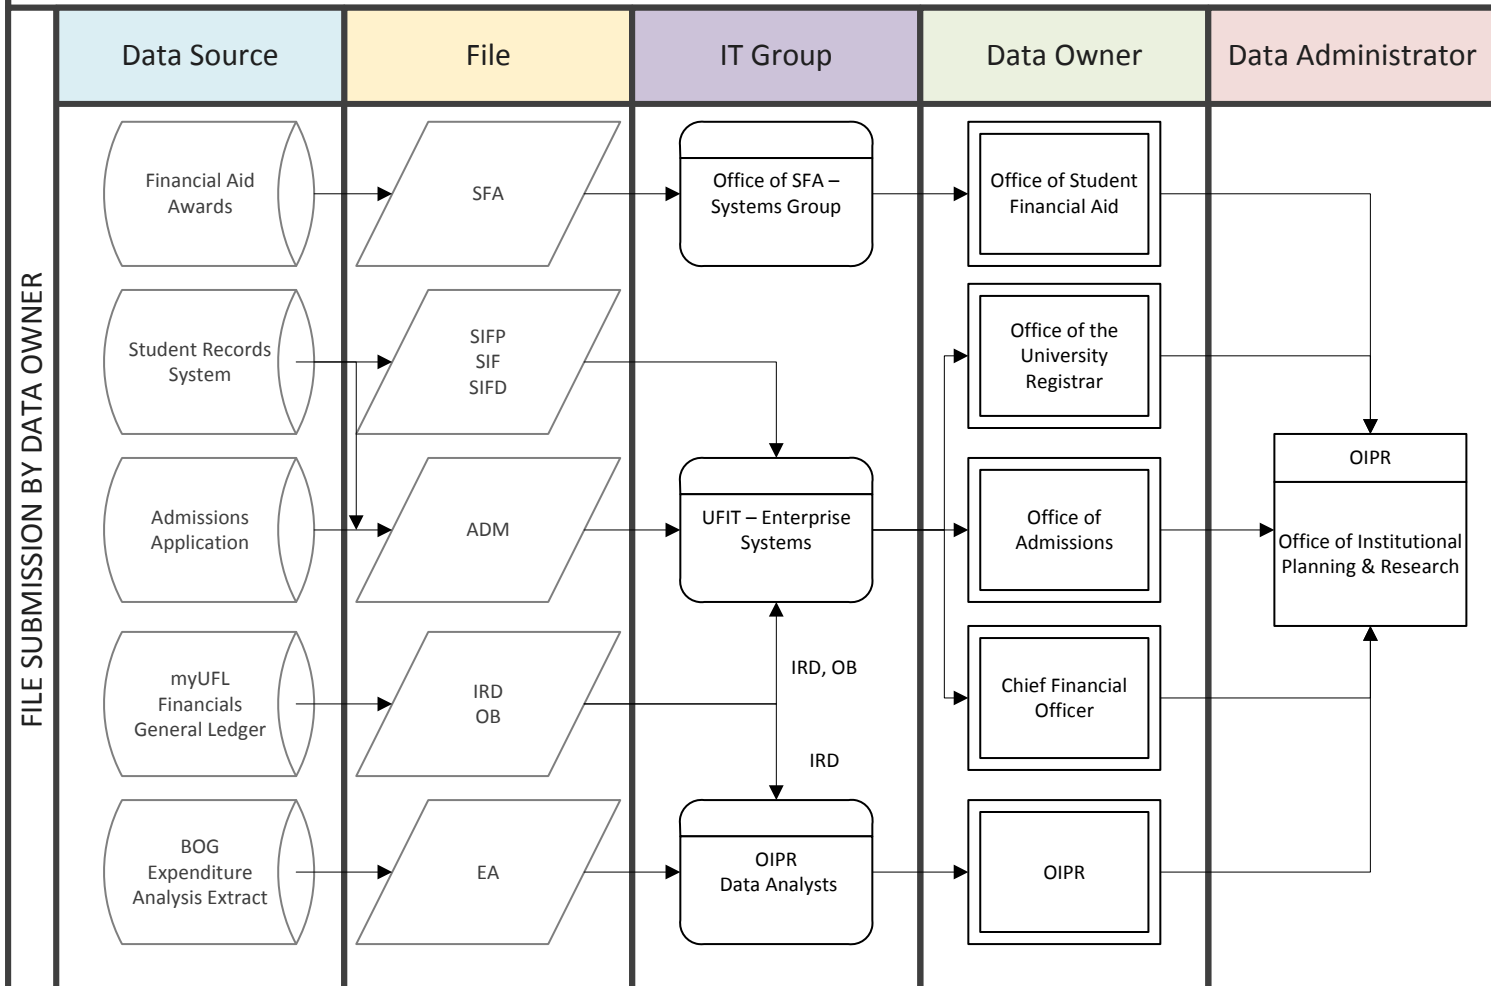 Data Source
File
IT Group
Data Owner
Data Administrator
FILE SUBMISSION BY DATA OWNER
Financial Aid
Awards
SFA
Office of SFA –
Systems Group
Office of Student
Financial Aid
Student Records
System
SIFP
SIF
SIFD
Office of the
University
Registrar
Admissions
Application
ADM
UFIT – Enterprise
Systems
Office of
Admissions
OIPR
Office of Institutional
Planning & Research
myUFL
Financials
General Ledger
IRD
OB
IRD, OB
IRD
Chief Financial
Officer
BOG
Expenditure
Analysis Extract
EA
OIPR
Data Analysts
OIPR